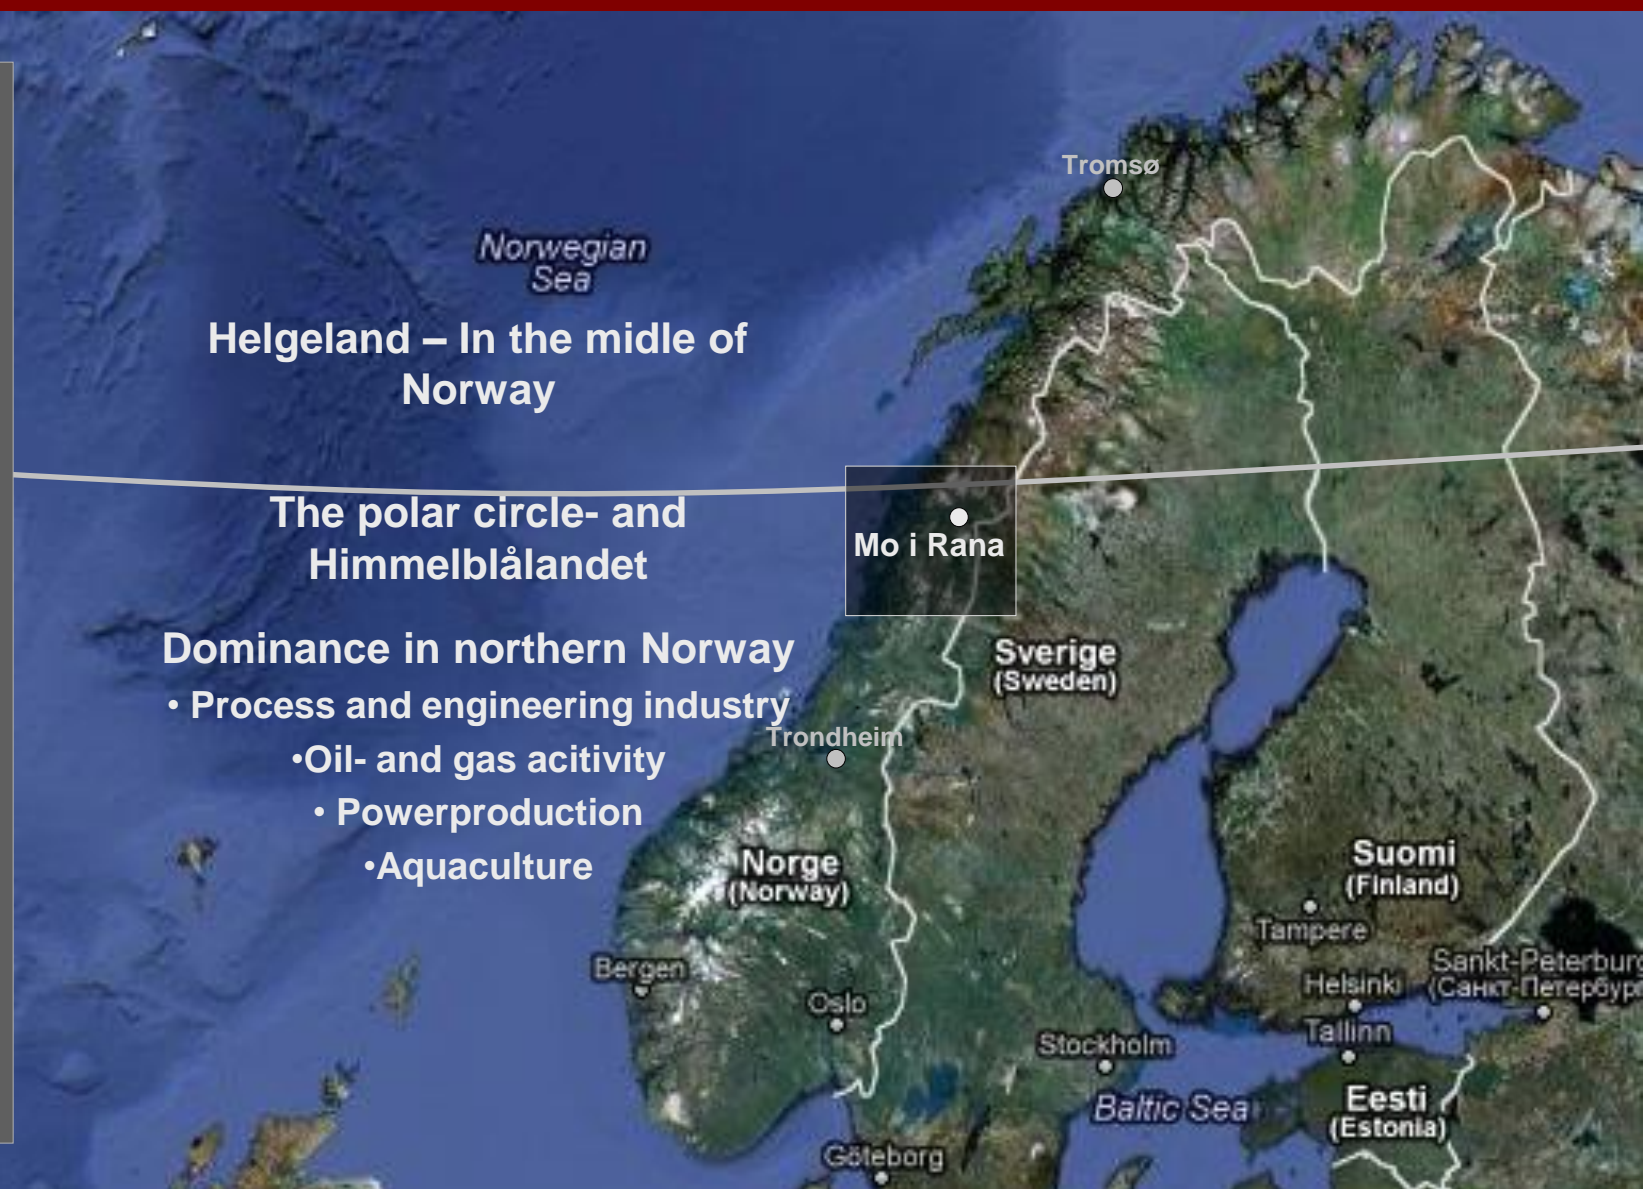 Tromsø
Norwegian
Sea
Helgeland – In the midle of
Norway
The polar circle- and
Himmelblålandet
Mo i Rana
Dominance in northern Norway
• Process and engineering industry
•Oil- and gas acitivity
• Powerproduction
•Aquaculture
Sverige
(Sweden)
Trondheim
Norge
(Norway)
Suomi
(Finland)
Tampere
Bergen
Oslo
Helsinki
Sankt-Peterburg
(Санкт-Петербург
Stockholm
Tallinn
Baltic Sea
Eesti
(Estonia)
Göteborg